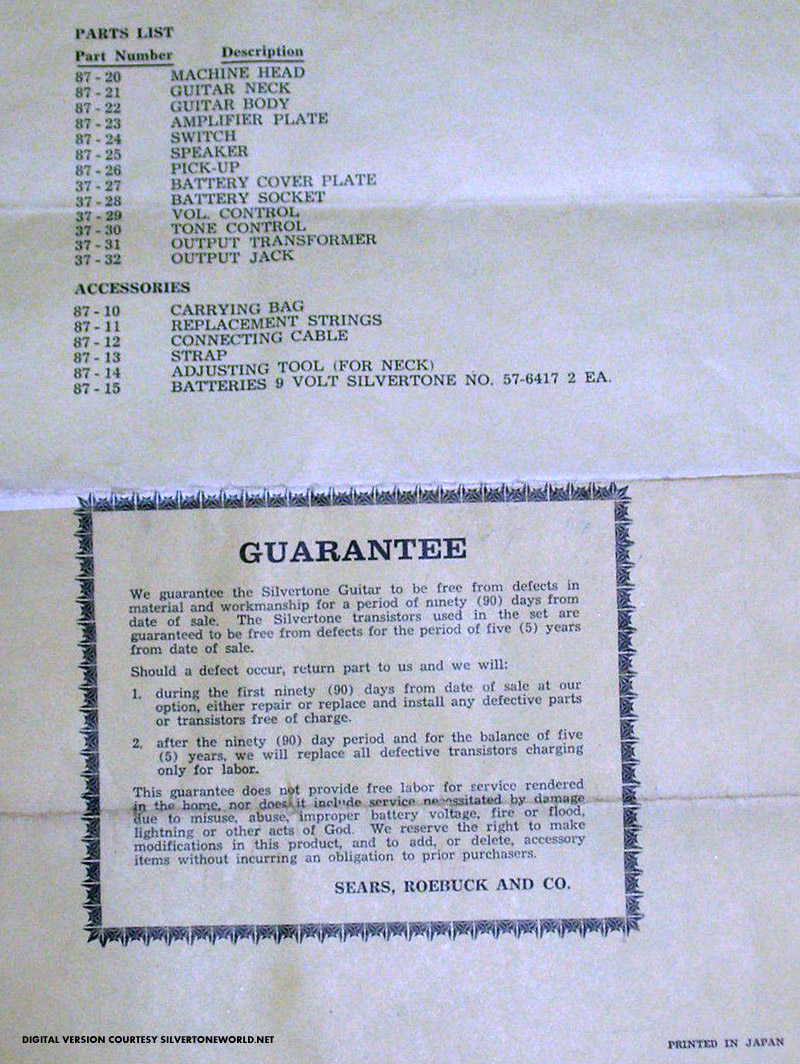 PARTS LIST
Part Number Description
87 - 20 MACHINE HEAD
87 - 21 GUITAR NECK
87 - 22 GUITAR BODY
87 - 23 AMPLIFIER PLATE
87 - 24 SWITCH
87 - 25 SPEAKER
87 - 26 PICK-UP
37 - 27 BATTERY COVER PLATE
37 - 28 BATTERY SOCKET
37 - 29 VOL. CONTROL
37 - 30 TONE CONTROL
37 - 31 OUTPUT TRANSFORMER
37 - 32 OUTPUT JACK
ACCESSORIES
87 - 10 CARRYING BAG
87 - 11 REPLACEMENT STRINGS
87 - 12 CONNECTING CABLE
87 - 13 STRAP
87 - 14 ADJUSTING TOOL (FOR NECK)
87 - 15 BATTERIES 9 VOLT SILVERTONE NO. 57-6417 2 EA.
GUARANTEE
We guarantee the Silvertone Guitar to be free from defects in
material and workmanship for a period of ninety (90) days from
date of sale. The Silvertone transistors used in the set are
guaranteed to be free from defects for the period of five (5) years
from date of sale.
Should a defect occur, return part to us and we will:
1. during the first ninety (90) days from date of sale at our
option, either repair or replace and install any defective parts
or transistors free of charge.
2. after the ninety (90) day period and for the balance of five
(5) years, we will replace all defective transistors charging
only for labor.
This guarantee does not provide free labor for service rendered
in the home, nor does it include service necessitated by damage
due to misuse, abuse, improper battery voltage, fire or flood,
lightning or other acts of God. We reserve the right to make
modifications in this product, and to add, or delete, accessory
items without incurring an obligation to prior purchasers.
SEARS, ROEBUCK AND CO.
DIGITAL VERSION COURTESY SILVERTONEWORLD.NET
PRINTED IN JAPAN